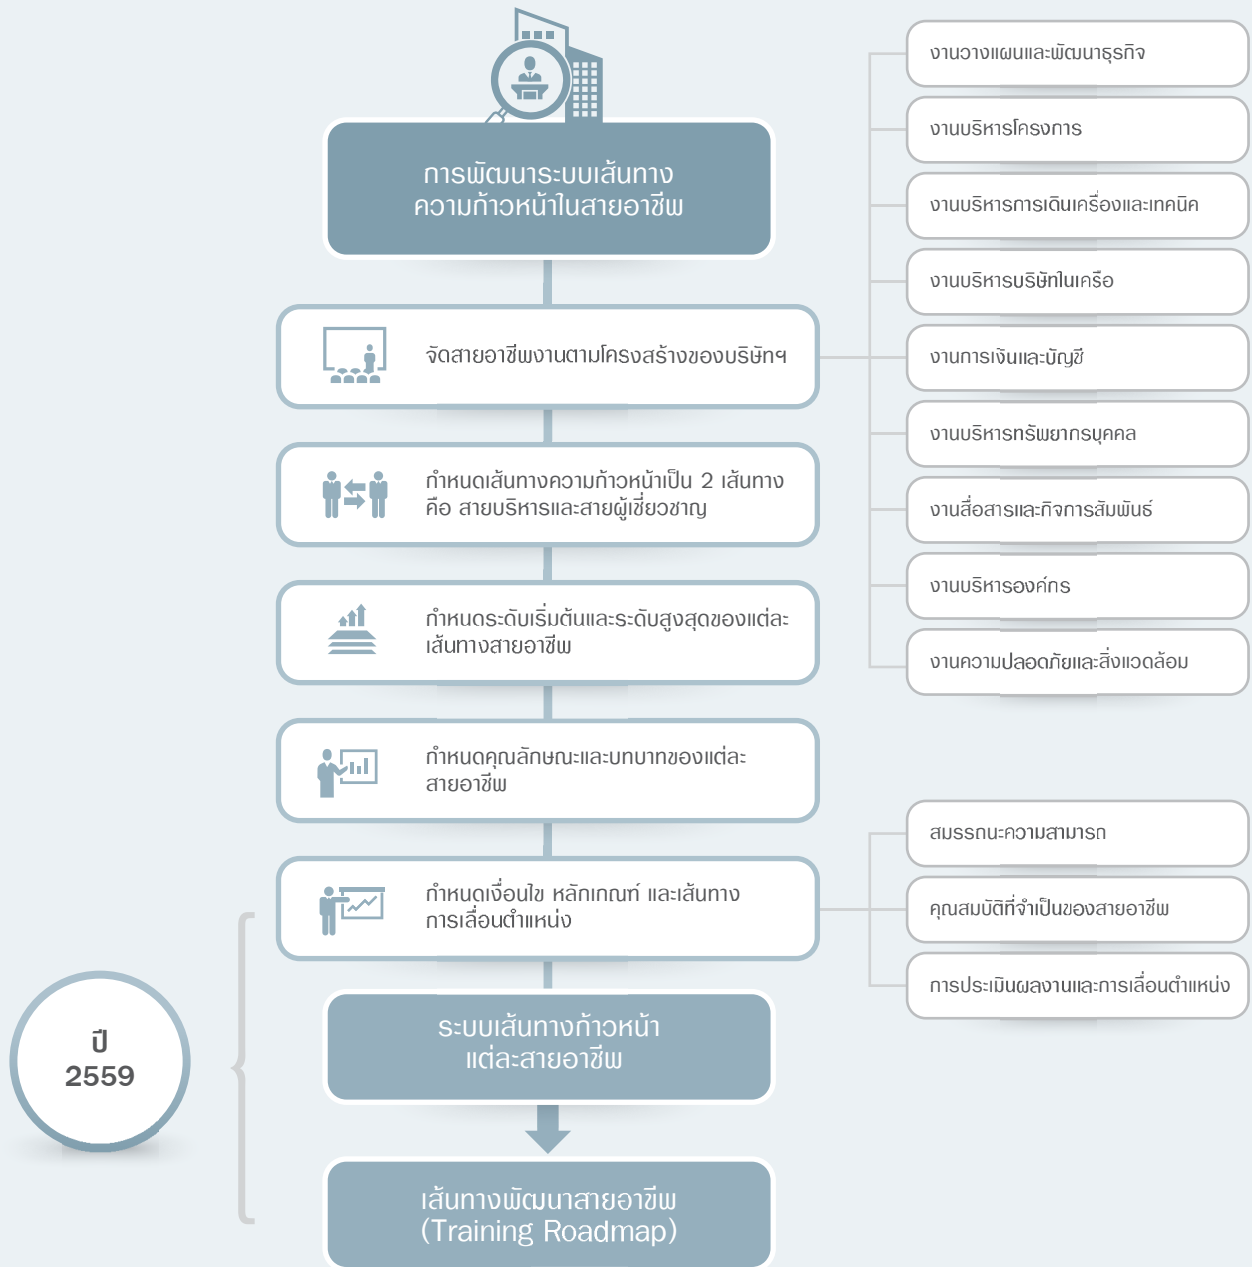 การพัฒนาระบบเส้นทาง
ความก้าวหน้าในสายอาชีพ
จัดสายอาชีพงานตามโครงสร้างของบริษัทฯ
งานวางแผนและพัฒนาธุรกิจ
งานบริหารโครงการ
งานบริหารการเดินเครื่องและเทคนิค
งานบริหารบริษัทในเครือ
งานการเงินและบัญชี
งานบริหารทรัพยากรบุคคล
งานสื่อสารและกิจการสัมพันธ์
งานบริหารองค์กร
งานความปลอดภัยและสิ่งแวดล้อม
กำหนดเส้นทางความก้าวหน้าเป็น 2 เส้นทาง
คือ สายบริหารและสายผู้เชี่ยวชาญ
กำหนดระดับเริ่มต้นและระดับสูงสุดของแต่ละ
เส้นทางสายอาชีพ
กำหนดคุณลักษณะและบทบาทของแต่ละ
สายอาชีพ
กำหนดเงื่อนไข หลักเกณฑ์ และเส้นทาง
การเลื่อนตำแหน่ง
สมรรถนะความสามารถ
คุณสมบัติที่จำเป็นของสายอาชีพ
การประเมินผลงานและการเลื่อนตำแหน่ง
ปี
2559
ระบบเส้นทางก้าวหน้า
แต่ละสายอาชีพ
เส้นทางพัฒนาสายอาชีพ
(Training Roadmap)